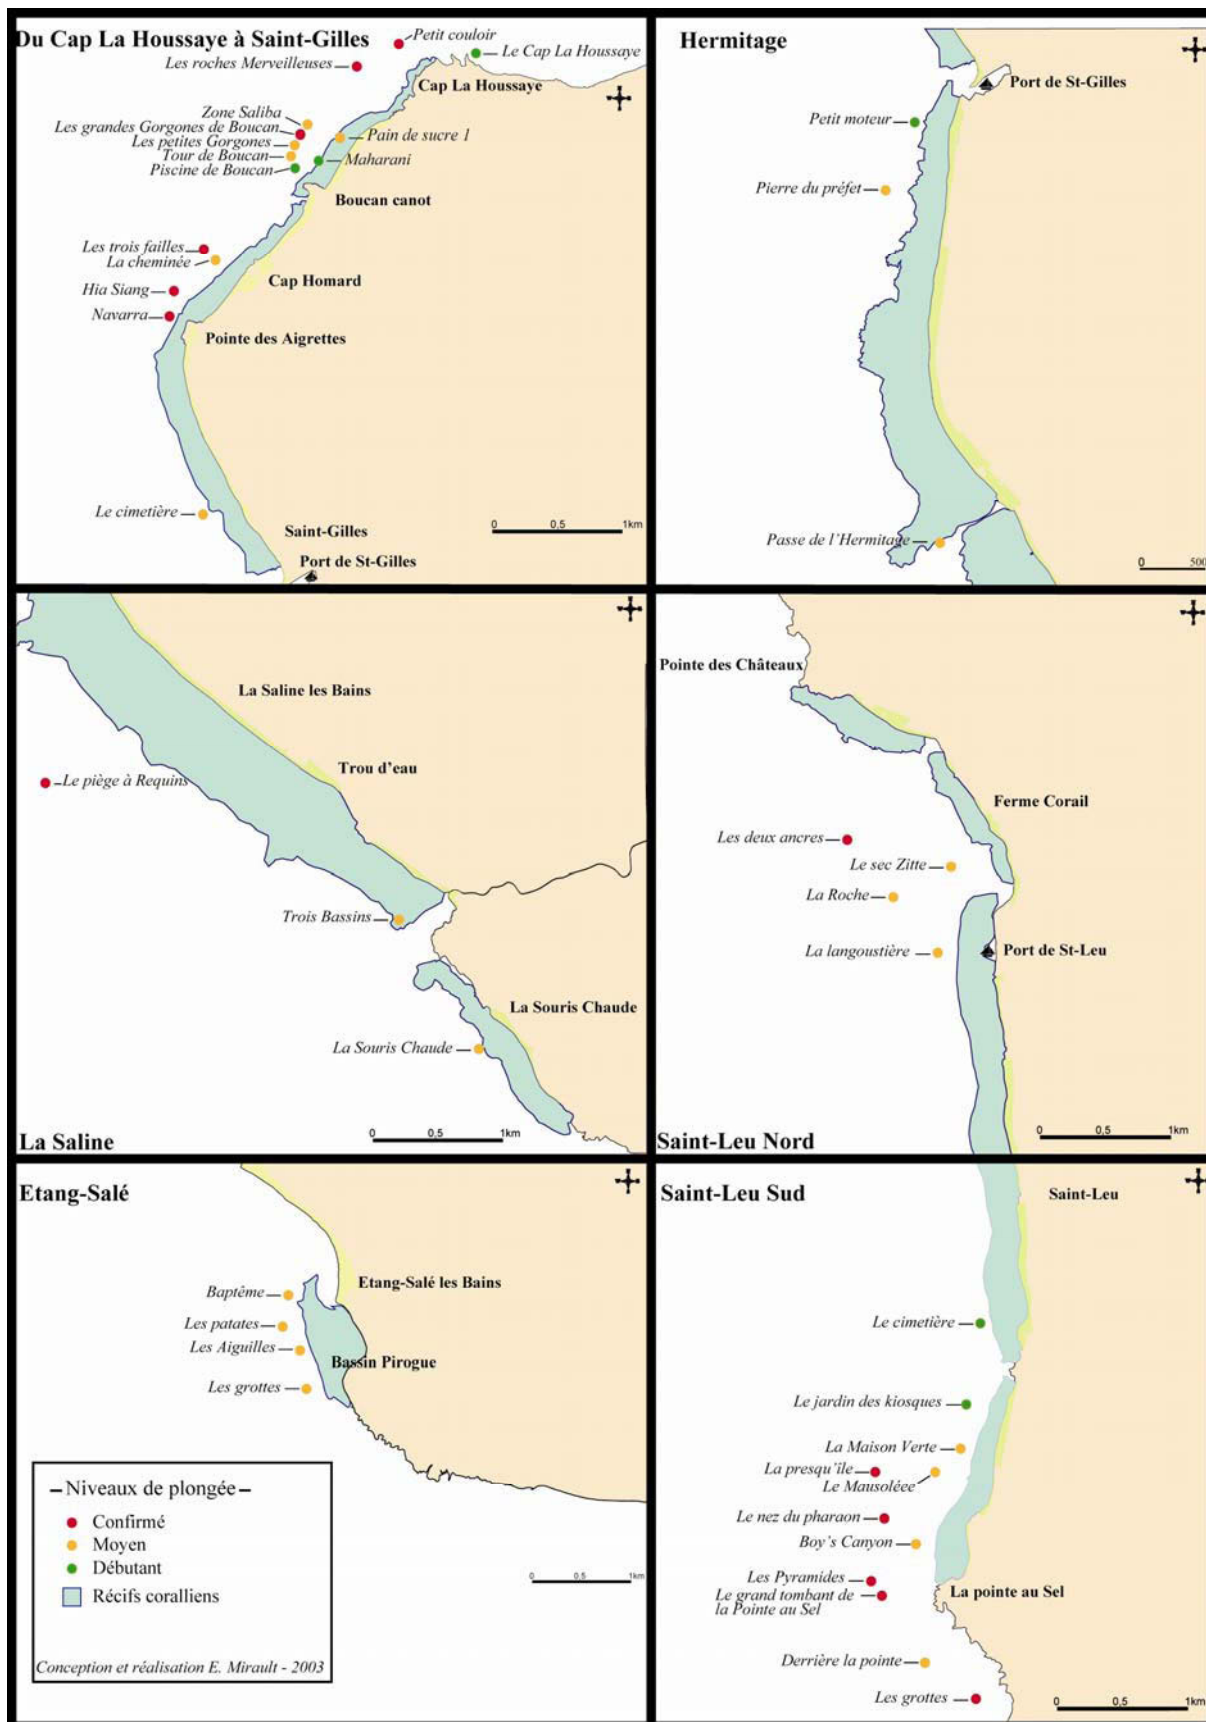 Du Cap La Houssaye à Saint-Gilles
Petit couloir
Le Cap La Houssaye
Les roches Merveilleuses
Cap La Houssaye
Zone Saliba
Les grandes Gorgones de Boucan
Les petites Gorgones
Pain de sucre 1
Tour de Boucan
Maharani
Piscine de Boucan
Boucan canot
Les trois failles
La cheminée
Cap Homard
Hia Siang
Navarra
Pointe des Aigrettes
Le cimetière
Saint-Gilles
0 0,5 1km
Port de St-Gilles
Hermitage
Port de St-Gilles
Petit moteur
Pierre du préfet
Passe de l'Hermitage
0 500
La Saline les Bains
Trou d'eau
Le piège à Requins
Trois Bassins
La Souris Chaude
La Souris Chaude
0 0,5 1km
La Saline
Pointe des Châteaux
Ferme Corail
Les deux ancres
Le sec Zitte
La Roche
La langoustière
Port de St-Leu
0 0,5 1km
Saint-Leu Nord
Etang-Salé
Etang-Salé les Bains
Baptême
Les patates
Les Aiguilles
Bassin Pirogue
Les grottes
Niveaux de plongée
Confirmé
Moyen
Débutant
Récifs coralliens
Conception et réalisation E. Mirault - 2003
0 0,5 1km
Saint-Leu Sud
Saint-Leu
Le cimetière
Le jardin des kiosques
La Maison Verte
La presqu'île
Le Mausoléee
Le nez du pharaon
Boy's Canyon
Les Pyramides
Le grand tombant de
la Pointe au Sel
La pointe au Sel
Derrière la pointe
Les grottes
0 0,5 1km